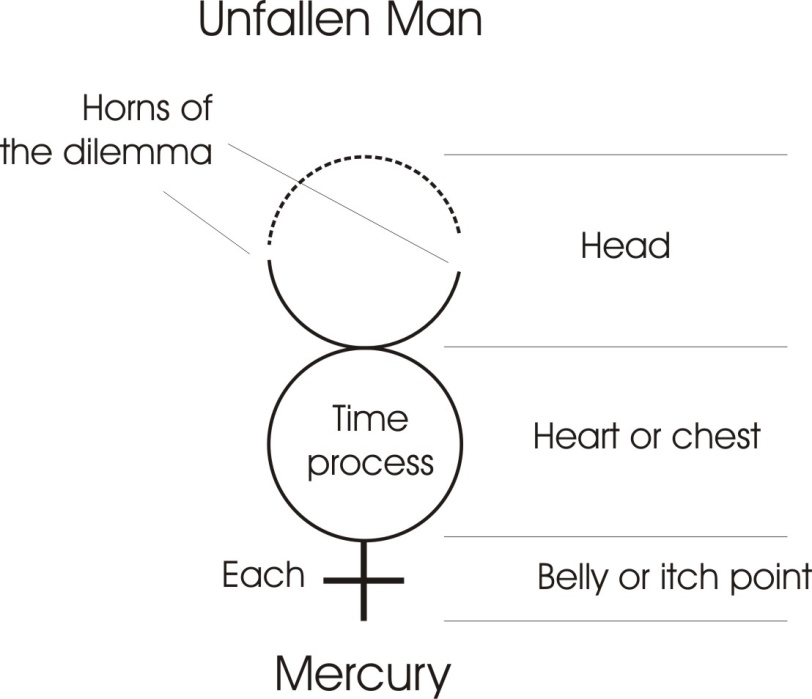 Unfallen Man
Horns of
the dilemma
Head
Time
process
Heart or chest
Each
Belly or itch point
Mercury